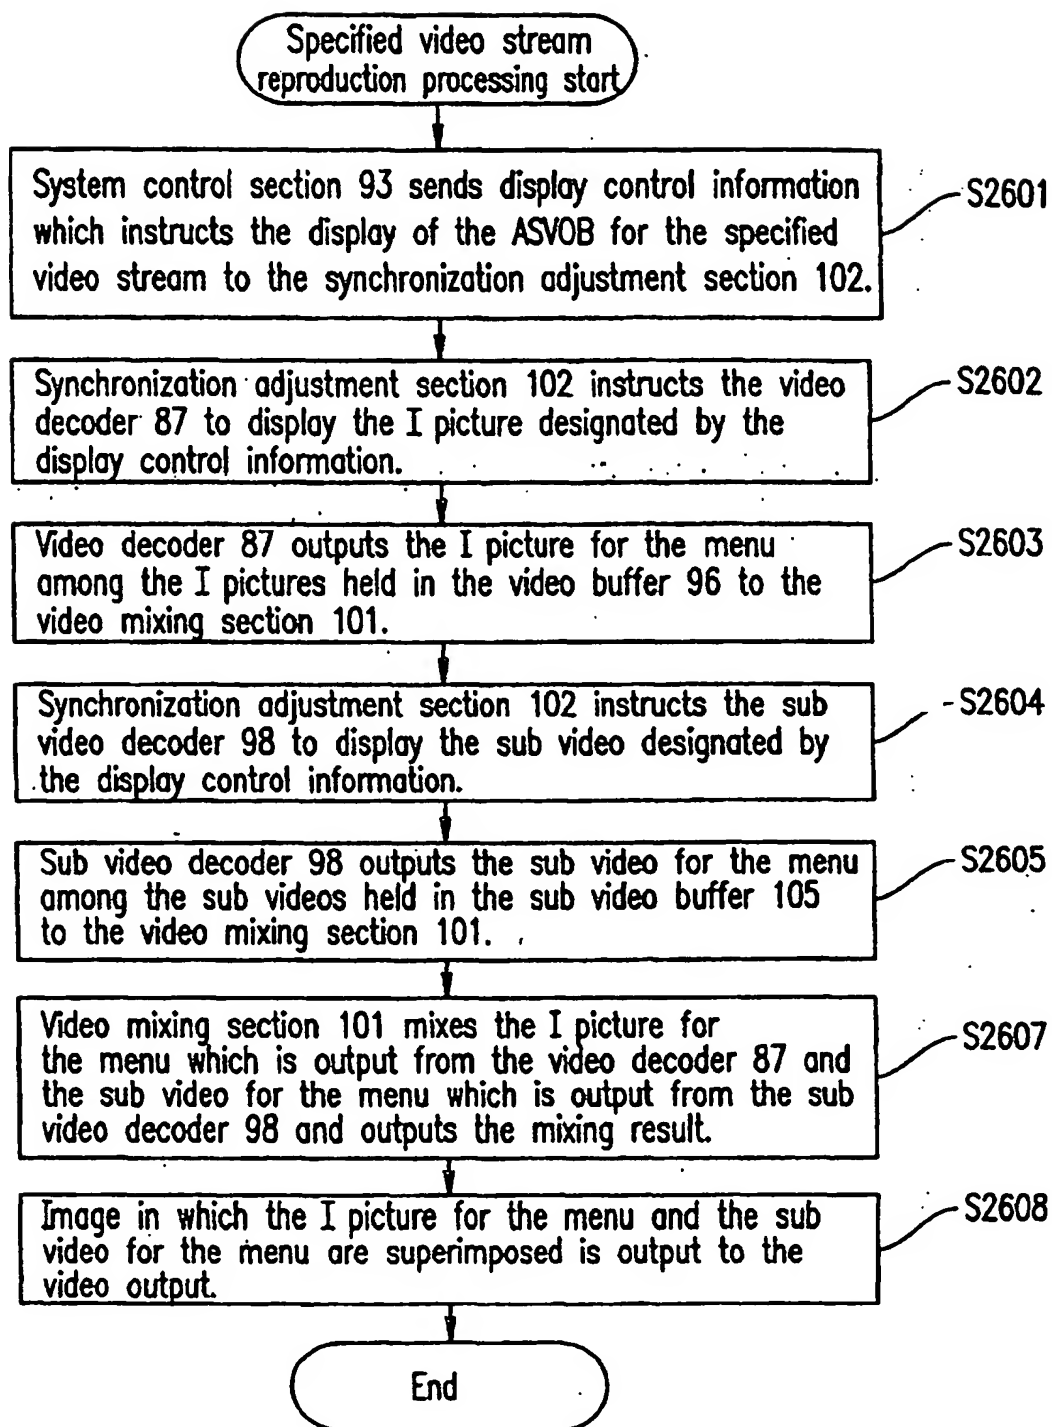 Specified video stream
reproduction processing start
System control section 93 sends display control information
which instructs the display of the ASVOB for the specified
video stream to the synchronization adjustment section 102.
S2601
Synchronization adjustment section 102 instructs the video
decoder 87 to display the I picture designated by the
display control information.
S2602
Video decoder 87 outputs the I picture for the menu
among the I pictures held in the video buffer 96 to the
video mixing section 101.
S2603
Synchronization adjustment section 102 instructs the sub
video decoder 98 to display the sub video designated by
the display control information.
S2604
Sub video decoder 98 outputs the sub video for the menu
among the sub videos held in the sub video buffer 105
to the video mixing section 101.
S2605
Video mixing section 101 mixes the I picture for
the menu which is output from the video decoder 87 and
the sub video for the menu which is output from the sub
video decoder 98 and outputs the mixing result.
S2607
Image in which the I picture for the menu and the sub
video for the menu are superimposed is output to the
video output.
S2608
End